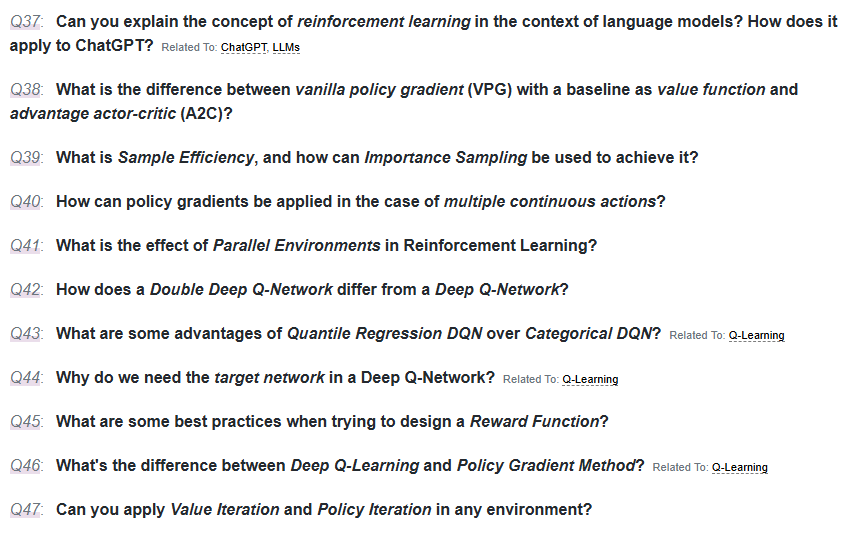 Q37: Can you explain the concept of reinforcement learning in the context of language models? How does it
apply to ChatGPT? Related To: ChatGPT, LLMs
Q38: What is the difference between vanilla policy gradient (VPG) with a baseline as value function and
advantage actor-critic (A2C)?
Q39: What is Sample Efficiency, and how can Importance Sampling be used to achieve it?
Q40: How can policy gradients be applied in the case of multiple continuous actions?
Q41: What is the effect of Parallel Environments in Reinforcement Learning?
Q42: How does a Double Deep Q-Network differ from a Deep Q-Network?
Q43: What are some advantages of Quantile Regression DQN over Categorical DQN? Related To: Q-Learning
Q44: Why do we need the target network in a Deep Q-Network? Related To: Q-Learning
Q45: What are some best practices when trying to design a Reward Function?
Q46: What's the difference between Deep Q-Learning and Policy Gradient Method? Related To: Q-Learning
Q47: Can you apply Value Iteration and Policy Iteration in any environment?